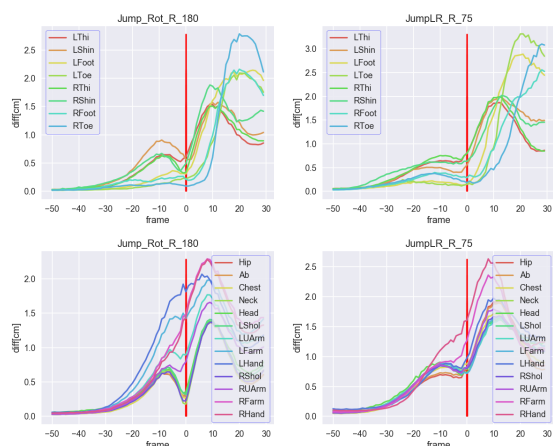 Jump_Rot_R_180
JumpLR_R_75
diff[cm]
2.5
2.0
1.5
1.0
0.5
0.0
LThi
LShin
LFoot
LToe
RThi
RShin
RFoot
RToe
−50 −40 −30 −20 −10 0 10 20 30
frame
diff[cm]
3.0
2.5
2.0
1.5
1.0
0.5
0.0
LThi
LShin
LFoot
LToe
RThi
RShin
RFoot
RToe
−50 −40 −30 −20 −10 0 10 20 30
frame
Jump_Rot_R_180
JumpLR_R_75
diff[cm]
2.0
1.5
1.0
0.5
0.0
Hip
Ab
Chest
Neck
Head
LShol
LUArm
LFarm
LHand
RShol
RUArm
RFarm
RHand
−50 −40 −30 −20 −10 0 10 20 30
frame
diff[cm]
2.5
2.0
1.5
1.0
0.5
0.0
Hip
Ab
Chest
Neck
Head
LShol
LUArm
LFarm
LHand
RShol
RUArm
RFarm
RHand
−50 −40 −30 −20 −10 0 10 20 30
frame